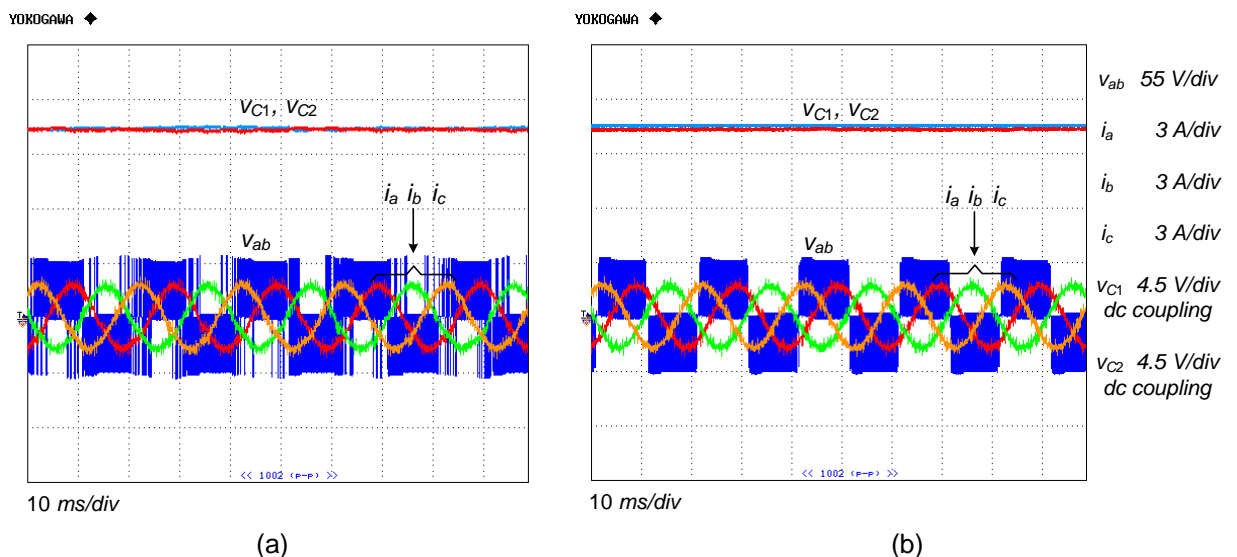 YOKOGAWA ◆
vC1, vC2
ia ib ic
vab
<< 1002 (p-p) >>
10 ms/div
(a)
YOKOGAWA ◆
vC1, vC2
ia ib ic
vab
<< 1002 (p-p) >>
10 ms/div
(b)
vab 55 V/div
ia 3 A/div
ib 3 A/div
ic 3 A/div
vC1 4.5 V/div
dc coupling
vC2 4.5 V/div
dc coupling